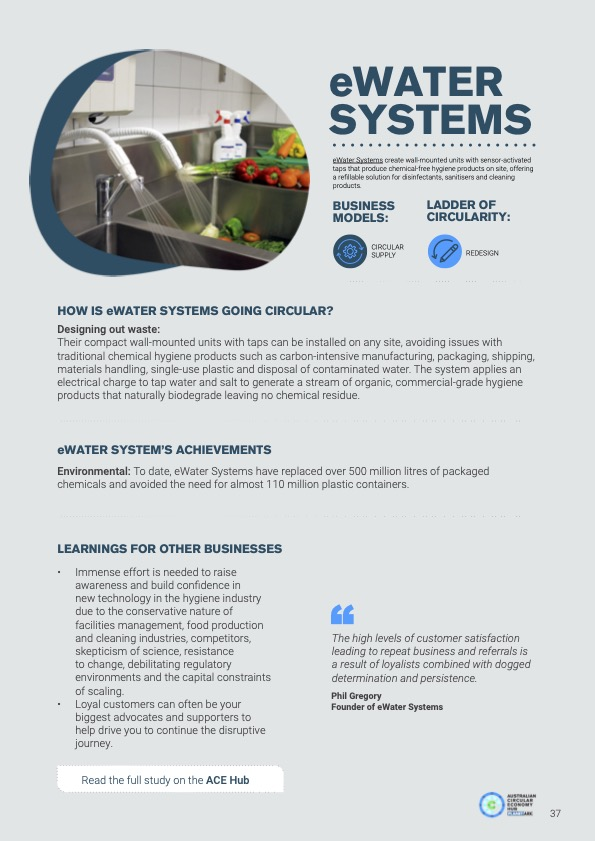 eWATER
SYSTEMS
eWater Systems create wall-mounted units with sensor-activated
taps that produce chemical-free hygiene products on site, offering
a refillable solution for disinfectants, sanitisers and cleaning
products.
BUSINESS
MODELS:
CIRCULAR
SUPPLY
LADDER OF
CIRCULARITY:
REDESIGN
HOW IS eWATER SYSTEMS GOING CIRCULAR?
Designing out waste:
Their compact wall-mounted units with taps can be installed on any site, avoiding issues with
traditional chemical hygiene products such as carbon-intensive manufacturing, packaging, shipping,
materials handling, single-use plastic and disposal of contaminated water. The system applies an
electrical charge to tap water and salt to generate a stream of organic, commercial-grade hygiene
products that naturally biodegrade leaving no chemical residue.
eWATER SYSTEM'S ACHIEVEMENTS
Environmental: To date, eWater Systems have replaced over 500 million litres of packaged
chemicals and avoided the need for almost 110 million plastic containers.
LEARNINGS FOR OTHER BUSINESSES
• Immense effort is needed to raise
awareness and build confidence in
new technology in the hygiene industry
due to the conservative nature of
facilities management, food production
and cleaning industries, competitors,
skepticism of science, resistance
to change, debilitating regulatory
environments and the capital constraints
of scaling.
• Loyal customers can often be your
biggest advocates and supporters to
help drive you to continue the disruptive
journey.
Read the full study on the ACE Hub
The high levels of customer satisfaction
leading to repeat business and referrals is
a result of loyalists combined with dogged
determination and persistence.
Phil Gregory
Founder of eWater Systems
AUSTRALIAN
CIRCULAR
ECONOMY
HUB
PLANET ARK
37